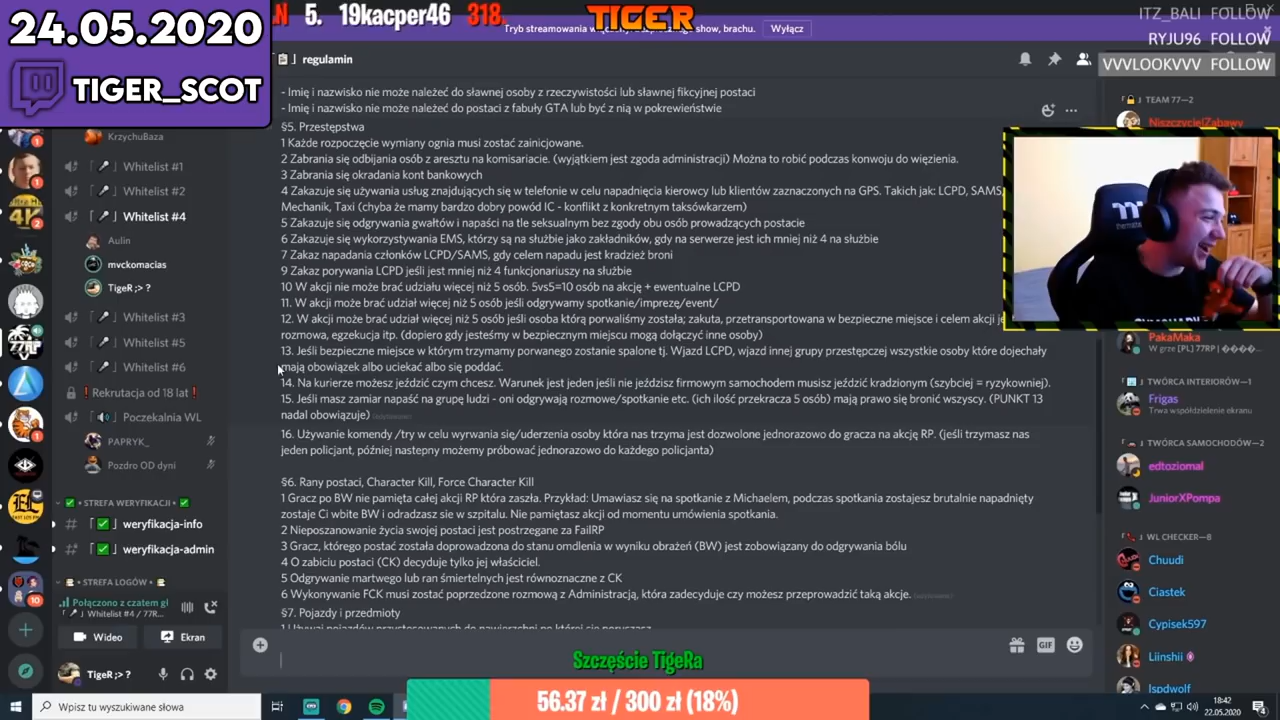 24.05.2020
TIGER_SCOT
5. 19kacper46 318.
TIGER
show, brachu.
Wyłącz
ITZ_BALI FOLLOW
RYJU96 FOLLOW
VVVLOOKVVV FOLLOW
regulamin
- Imię i nazwisko nie może należeć do sławnej osoby z rzeczywistości lub sławnej fikcyjnej postaci
- Imię i nazwisko nie może należeć do postaci z fabuły GTA lub być z nią w pokrewieństwie
§5. Przestępstwa
1 Każde rozpoczęcie wymiany ognia musi zostać zainicjowane.
2 Zabrania się odbijania osób z aresztu na komisariacie. (wyjątkiem jest zgoda administracji) Można to robić podczas konwoju do więzienia.
3 Zabrania się okradania kont bankowych
4 Zakazuje się używania usług znajdujących się w telefonie w celu napadnięcia kierowcy lub klientów zaznaczonych na GPS. Takich jak: LCPD, SAMS,
Mechanik, Taxi (chyba że mamy bardzo dobry powód IC - konflikt z konkretnym taksówkarzem)
5 Zakazuje się odgrywania gwałtów i napaści na tle seksualnym bez zgody obu osób prowadzących postacie
6 Zakazuje się wykorzystywania EMS, którzy są na służbie jako zakładników, gdy na serwerze jest ich mniej niż 4 na służbie
7 Zakaz napadania członków LCPD/SAMS, gdy celem napadu jest kradzież broni
9 Zakaz porywania LCPD jeśli jest mniej niż 4 funkcjonariuszy na służbie
10 W akcji nie może brać udziału więcej niż 5 osób. 5vs5=10 osób na akcję + ewentualne LCPD
11. W akcji może brać udział więcej niż 5 osób jeśli odgrywamy spotkanie/imprezę/event/
12. W akcji może brać udział więcej niż 5 osób jeśli osoba którą porwaliśmy została; zakuta, przetransportowana w bezpieczne miejsce i celem akcji je
rozmowa, egzekucja itp. (dopiero gdy jesteśmy w bezpiecznym miejscu mogą dołączyć inne osoby)
13. Jeśli bezpieczne miejsce w którym trzymamy porwanego zostanie spalone tj. Wjazd LCPD, wjazd innej grupy przestępczej wszystkie osoby które dojechały
mają obowiązek albo uciekać albo się poddać.
14. Na kurierze możesz jeździć czym chcesz. Warunek jest jeden jeśli nie jeździsz firmowym samochodem musisz jeździć kradzionym (szybciej = ryzykowniej).
15. Jeśli masz zamiar napaść na grupę ludzi - oni odgrywają rozmowe/spotkanie etc. (ich ilość przekracza 5 osób) mają prawo się bronić wszyscy. (PUNKT 13
nadal obowiązuje)
16. Używanie komendy /try w celu wyrwania się/uderzenia osoby która nas trzyma jest dozwolone jednorazowo do gracza na akcję RP. (jeśli trzymasz nas
jeden policjant, później nastepny możemy próbować jednorazowo do każdego policjanta)
§6. Rany postaci, Character Kill, Force Character Kill
1 Gracz po BW nie pamięta całej akcji RP która zaszła. Przykład: Umawiasz się na spotkanie z Michaelem, podczas spotkania zostajesz brutalnie napadnięty
zostaje Ci wbite BW i odradzasz się w szpitalu. Nie pamiętasz akcji od momentu umówienia spotkania.
2 Nieposzanowanie życia swojej postaci jest postrzegane za FailRP
3 Gracz, którego postać została doprowadzona do stanu omdlenia w wyniku obrażeń (BW) jest zobowiązany do odgrywania bólu
4 O zabiciu postaci (CK) decyduje tylko jej właściciel.
5 Odgrywanie martwego lub ran śmiertelnych jest równoznaczne z CK
6 Wykonywanie FCK musi zostać poprzedzone rozmową z Administracją, która zadecyduje czy możesz przeprowadzić taką akcje.
§7. Pojazdy i przedmioty
1 Używaj pojazdów przystosowanych do nawierzchni po której się poruszasz
KrzychuBaza
Whitelist #1
Whitelist #2
Whitelist #4
Aulin
mvckomacias
TigeR ;> ?
Whitelist #3
Whitelist #5
Whitelist #6
Rekrutacja od 18 lat
Poczekalnia WL
PAPRYK_
Pozdro OD dyni
STREFA WERYFIKACJI
weryfikacja-info
weryfikacja-admin
STREFA LOGÓW
Połączono z czatem gł
Whitelist #4 / 77R...
Wideo
Ekran
TigeR ;> ?
TEAM 77—2
NiszczycielZabawy
PakaMaka
W grze [PL] 77RP |
TWÓRCA INTERIORÓW—1
Frigas
Trwa współdzielenie ekranu
TWÓRCA SAMOCHODÓW—2
edtoziomal
JuniorXPompa
WL CHECKER—8
Chuudi
Ciastek
Cypisek597
Liinshii
lspdwolf
GIF
Szczęście TigeRa
56.37 zł / 300 zł (18%)
Wpisz tu wyszukiwane słowa
18:42
22.05.2020